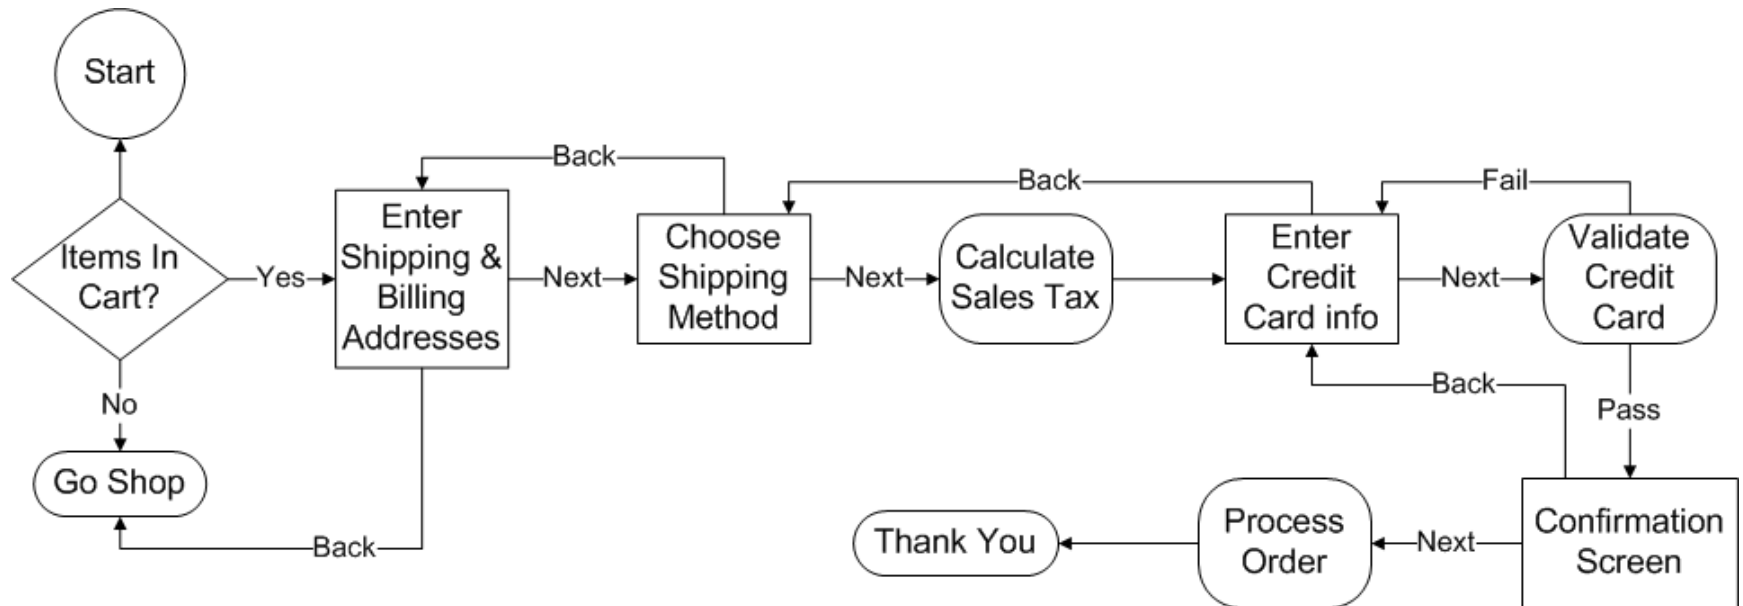 Start
Items In
Cart?
Yes
No
Go Shop
Back
Enter
Shipping &
Billing
Addresses
Next
Back
Choose
Shipping
Method
Next
Calculate
Sales Tax
Back
Enter
Credit
Card info
Next
Fail
Validate
Credit
Card
Back
Pass
Confirmation
Screen
Next
Process
Order
Thank You